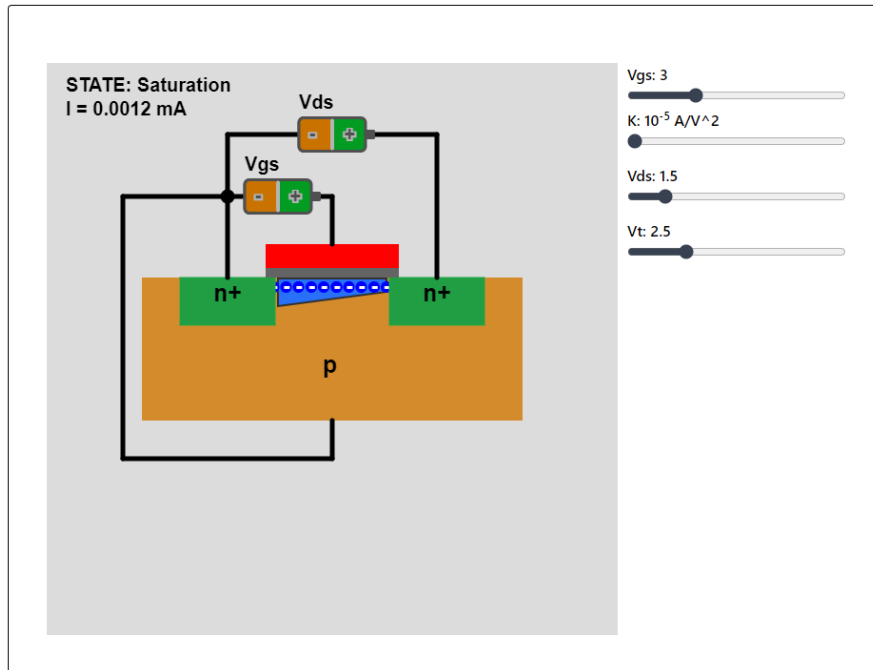 STATE: Saturation
I = 0.0012 mA
Vds
- +
Vgs
- +
n+
n+
p
Vgs: 3
K: 10⁻⁵ A/V^2
Vds: 1.5
Vt: 2.5